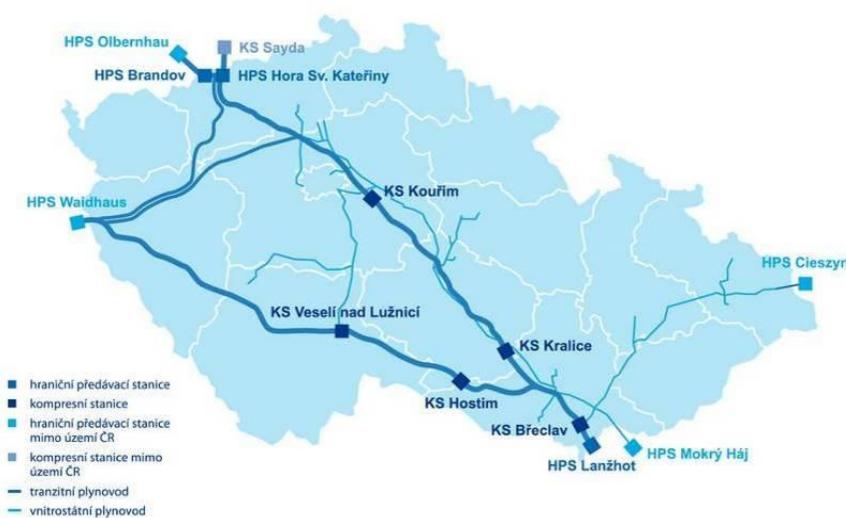 HPS Olbernhau
KS Sayda
HPS Brandov
HPS Hora Sv. Kateřiny
KS Kouřim
HPS Waidhaus
HPS Cieszyn
KS Veselí nad Lužnicí
KS Kralice
KS Hostim
KS Břeclav
HPS Mokrý Háj
HPS Lanžhot
hraniční předávací stanice
kompresní stanice
hraniční předávací stanice
mimo území ČR
kompresní stanice mimo
území ČR
tranzitní plynovod
vnitrostátní plynovod